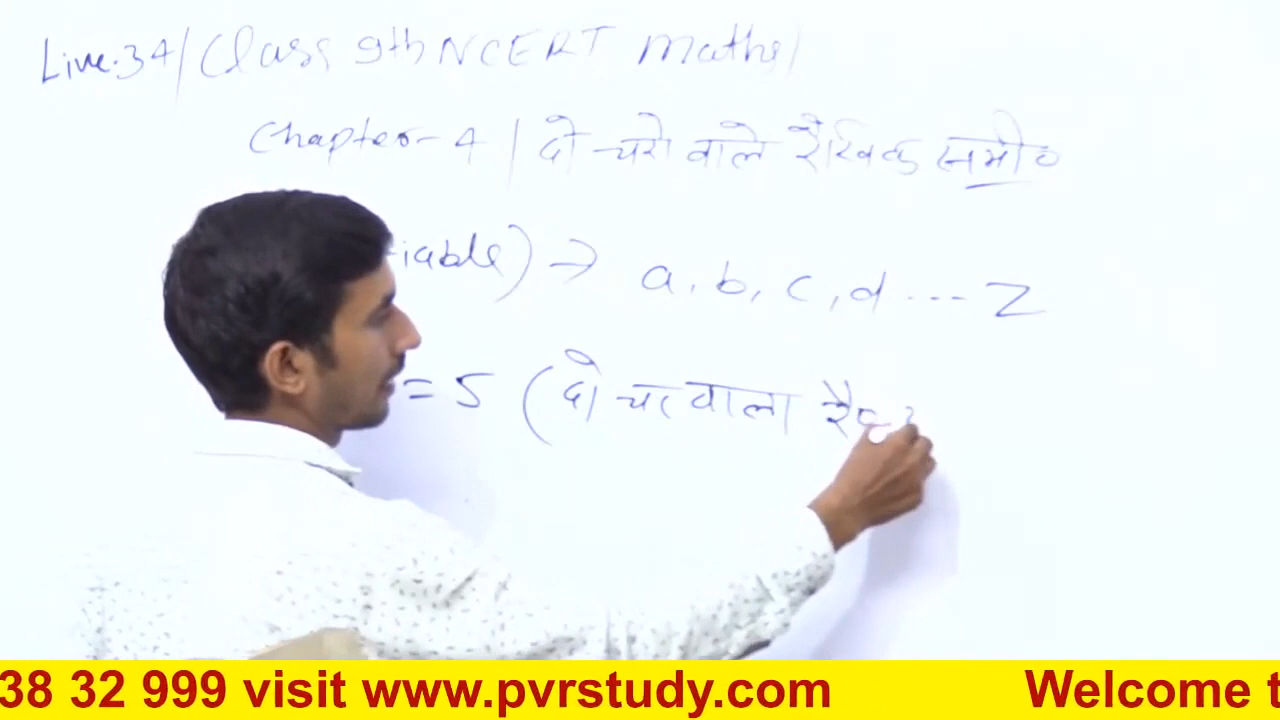 Live.34/Class 9th NCERT Maths/
Chapter-4 | दो चरो वाले रैखिक समी०
iable) → a, b, c, d .... z
= 5 (दो चर वाला
38 32 999 visit www.pvrstudy.com Welcome t